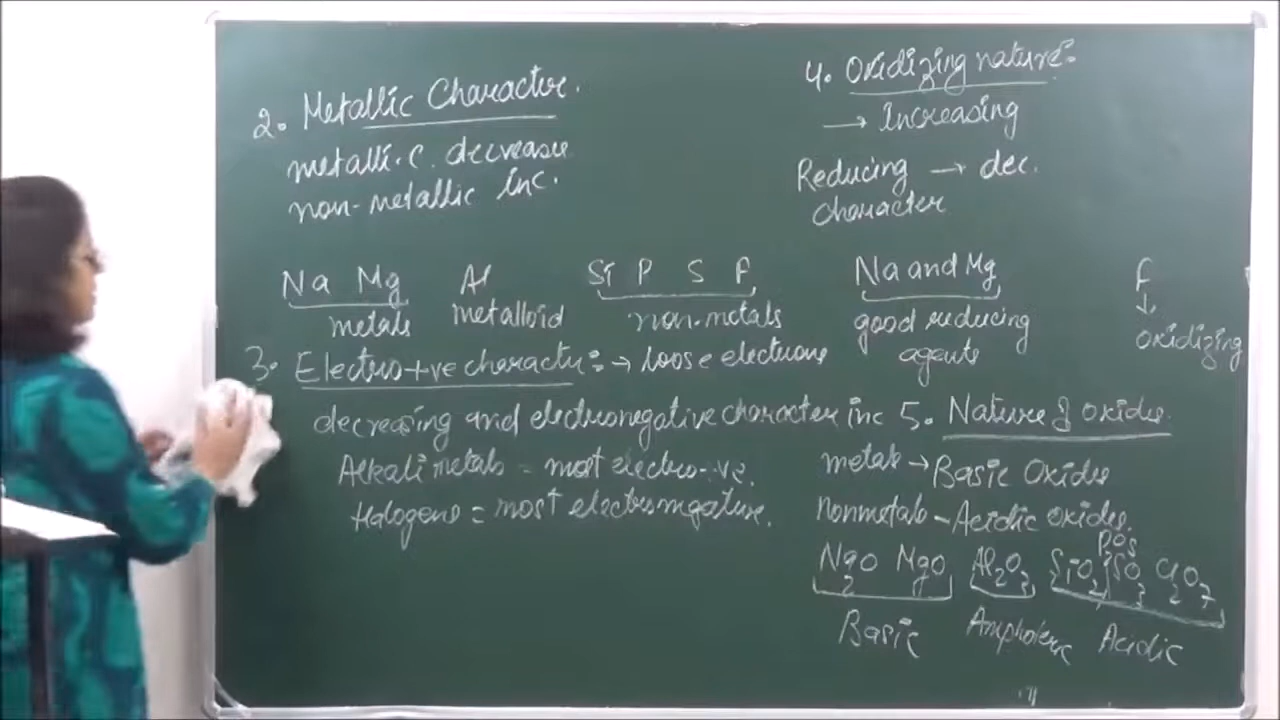 2. Metallic Character.
metalli.c. decrease
non-metallic inc.
Na Mg Al Si P S F
metals metalloid non-metals
3. Electro+ve character: → loose electrons
decreasing and electronegative character inc
Alkali metals = most electro-ve.
Halogens = most electronegative.
4. Oxidizing nature:
→ Increasing
Reducing → dec.
character
Na and Mg F
good reducing ↓
agents oxidizing
5. Nature of oxides.
metals → Basic Oxides
nonmetals - Acidic oxides.
P2O5
Na2O MgO Al2O3 SiO2 SO3 Cl2O7
Basic Amphoteric Acidic